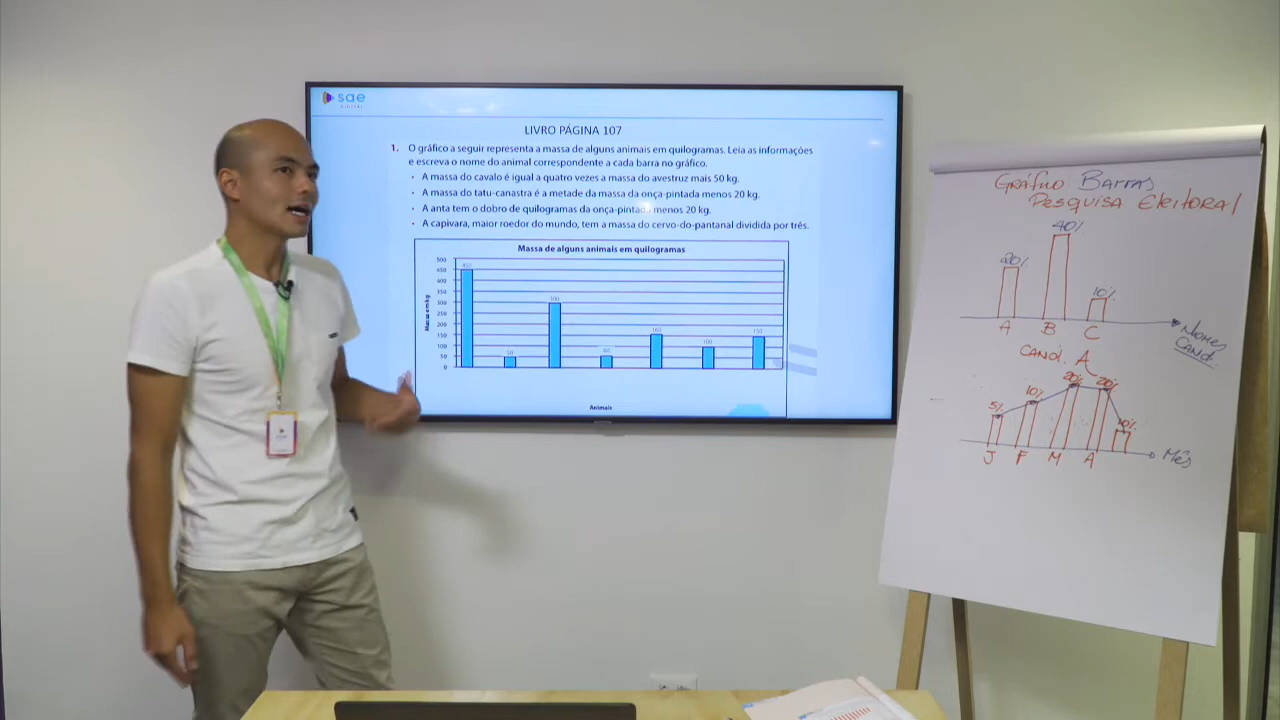 sae
DIGITAL
LIVRO PÁGINA 107
1. O gráfico a seguir representa a massa de alguns animais em quilogramas. Leia as informações
e escreva o nome do animal correspondente a cada barra no gráfico.
• A massa do cavalo é igual a quatro vezes a massa do avestruz mais 50 kg.
• A massa do tatu-canastra é a metade da massa da onça-pintada menos 20 kg.
• A anta tem o dobro de quilogramas da onça-pintada menos 20 kg.
• A capivara, maior roedor do mundo, tem a massa do cervo-do-pantanal dividida por três.
Massa de alguns animais em quilogramas
Massa em kg
500
450
400
350
300
250
200
150
100
50
0
450
50
300
60
160
100
150
Animais
Gráfico Barras
Pesquisa Eleitoral
20%
40%
10%
A B C
Nomes
Cand.
Cand. A
5%
10%
20%
20%
10%
J F M A
Mês